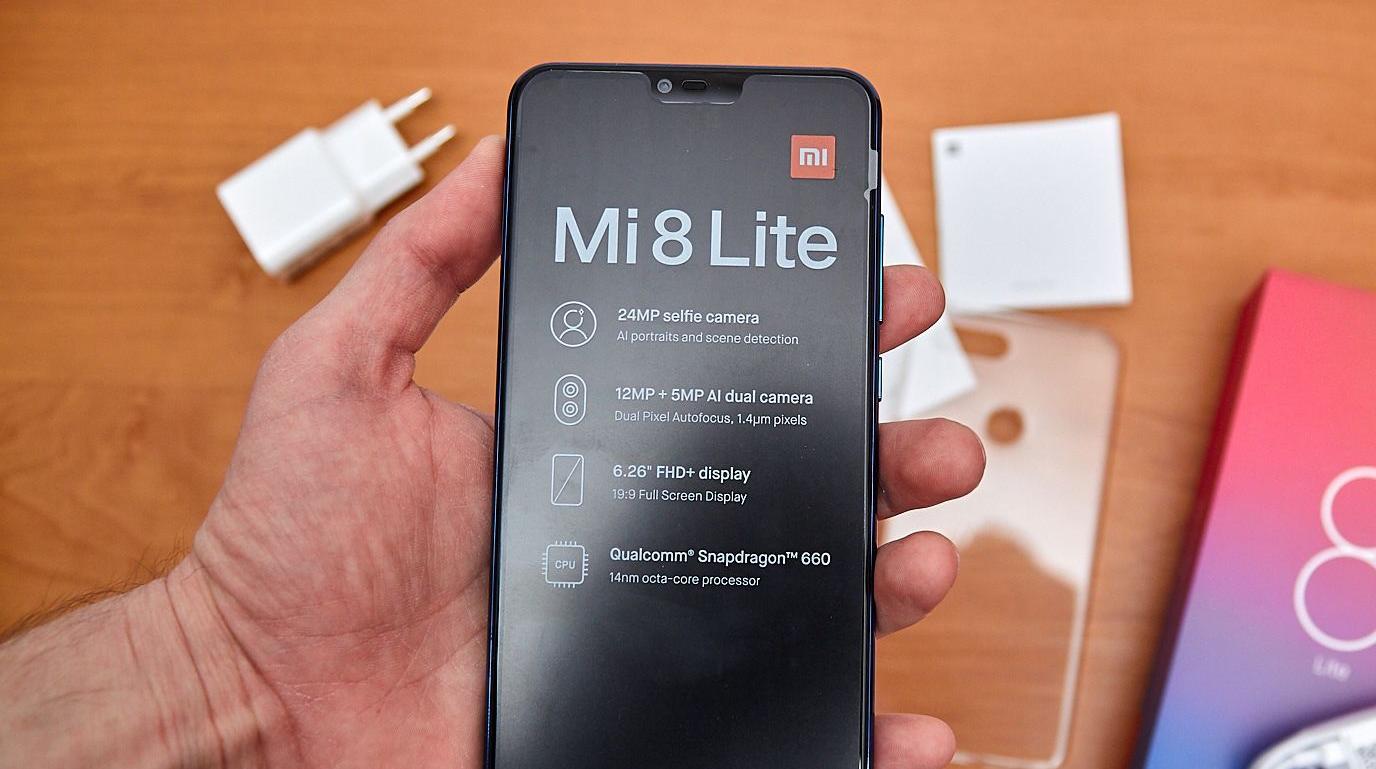 mi
Mi 8 Lite
24MP selfie camera
AI portraits and scene detection
12MP + 5MP AI dual camera
Dual Pixel Autofocus, 1.4µm pixels
6.26" FHD+ display
19:9 Full Screen Display
CPU
Qualcomm® Snapdragon™ 660
14nm octa-core processor
8
Lite